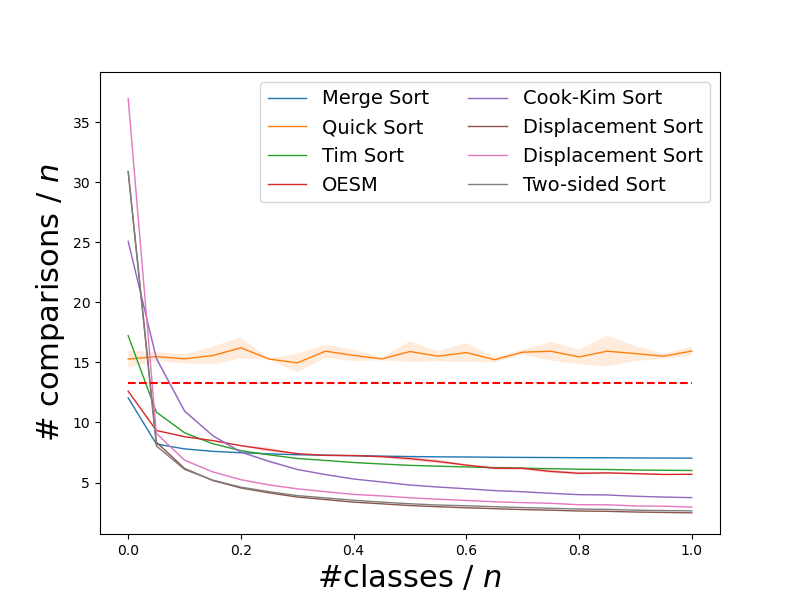 Merge Sort
Quick Sort
Tim Sort
OESM
Cook-Kim Sort
Displacement Sort
Displacement Sort
Two-sided Sort
# comparisons / n
35
30
25
20
15
10
5
0.0 0.2 0.4 0.6 0.8 1.0
#classes / n